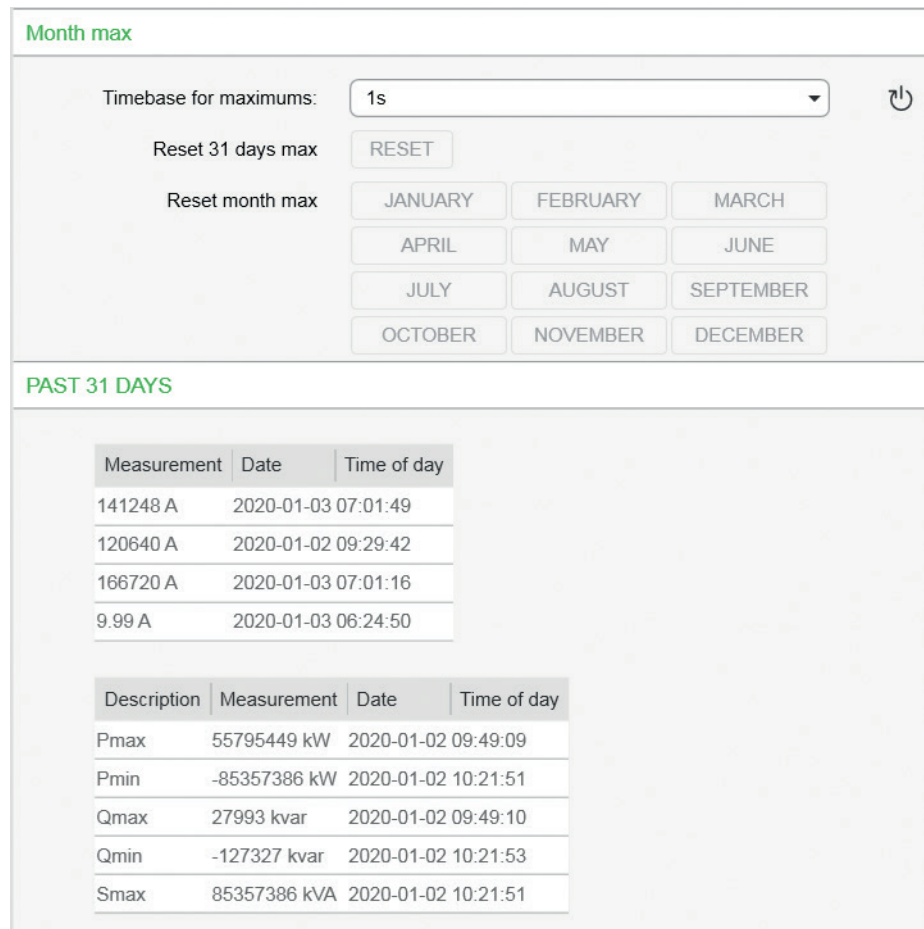 Month max
Timebase for maximums: 1s
Reset 31 days max RESET
Reset month max JANUARY FEBRUARY MARCH
APRIL MAY JUNE
JULY AUGUST SEPTEMBER
OCTOBER NOVEMBER DECEMBER
PAST 31 DAYS
Measurement Date Time of day
141248 A 2020-01-03 07:01:49
120640 A 2020-01-02 09:29:42
166720 A 2020-01-03 07:01:16
9.99 A 2020-01-03 06:24:50
Description Measurement Date Time of day
Pmax 55795449 kW 2020-01-02 09:49:09
Pmin -85357386 kW 2020-01-02 10:21:51
Qmax 27993 kvar 2020-01-02 09:49:10
Qmin -127327 kvar 2020-01-02 10:21:53
Smax 85357386 kVA 2020-01-02 10:21:51